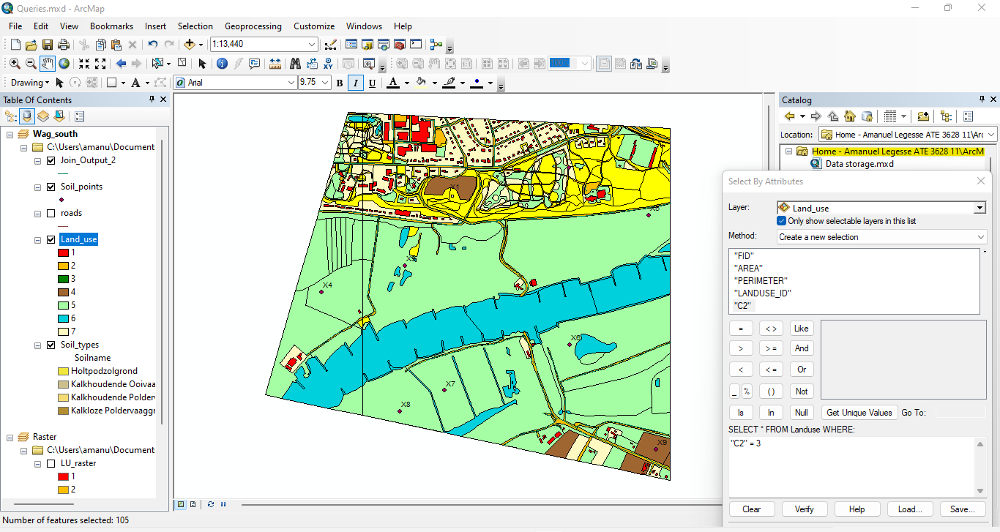 Queries.mxd - ArcMap
File Edit View Bookmarks Insert Selection Geoprocessing Customize Windows Help
1:13,440
100%
Drawing Arial 9.75 B I U A
Table Of Contents
Wag_south
C:\Users\amanu\Document
Join_Output_2
Soil_points
roads
Land_use
1
2
3
4
5
6
7
Soil_types
Soilname
Holtpodzolgrond
Kalkhoudende Ooivaa
Kalkhoudende Polder
Kalkloze Poldervaaggr
Raster
C:\Users\amanu\Document
LU_raster
1
2
X1
X4
X6
X7
X8
X9
Catalog
Location: Home - Amanuel Legesse ATE 3628 11\Arc
Home - Amanuel Legesse ATE 3628 11\ArcM
Data storage.mxd
Select By Attributes
Layer: Land_use
Only show selectable layers in this list
Method: Create a new selection
"FID"
"AREA"
"PERIMETER"
"LANDUSE_ID"
"C2"
= < > Like
> > = And
< < = Or
_ % ( ) Not
Is In Null Get Unique Values Go To:
SELECT * FROM Landuse WHERE:
"C2" = 3
Clear Verify Help Load... Save...
Number of features selected: 105